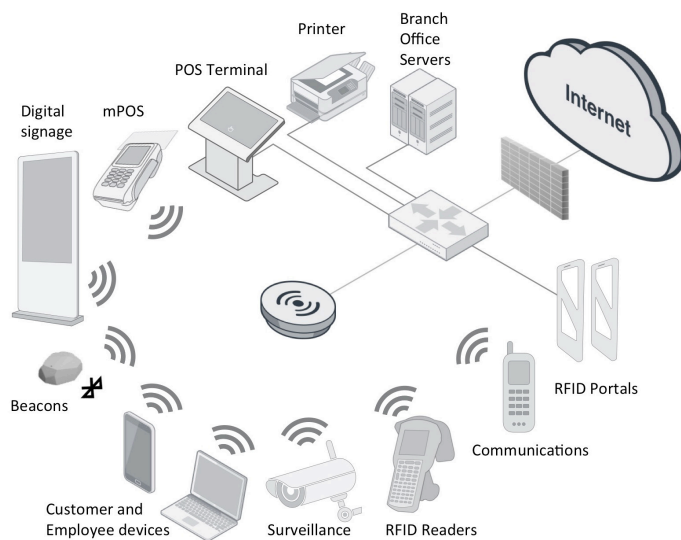 Printer
Branch
Office
Servers
POS Terminal
Digital
signage
mPOS
Internet
Beacons
RFID Portals
Communications
Customer and
Employee devices
Surveillance
RFID Readers